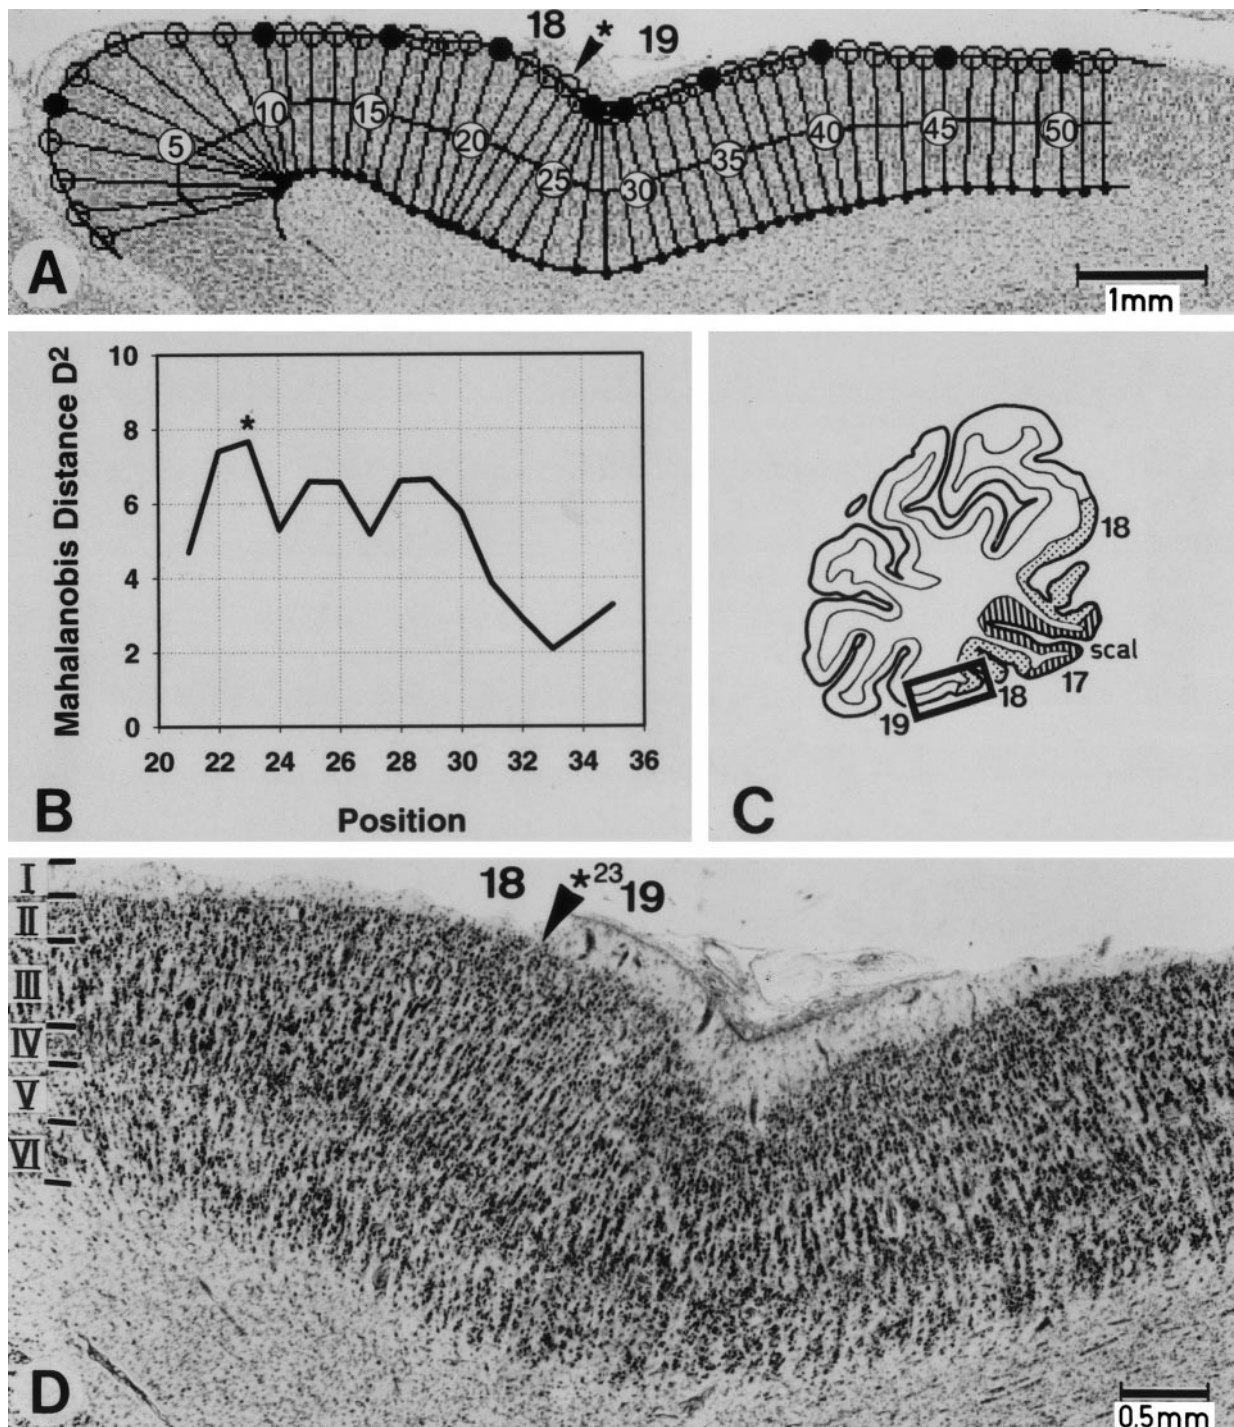 18 * 19
5 10 15 20 25 30 35 40 45 50
A
1mm
Mahalanobis Distance D²
10
8
6
4
2
0
*
20 22 24 26 28 30 32 34 36
Position
B
18
scal
17
18
19
C
18 *²³ 19
I
II
III
IV
V
VI
D
0.5mm